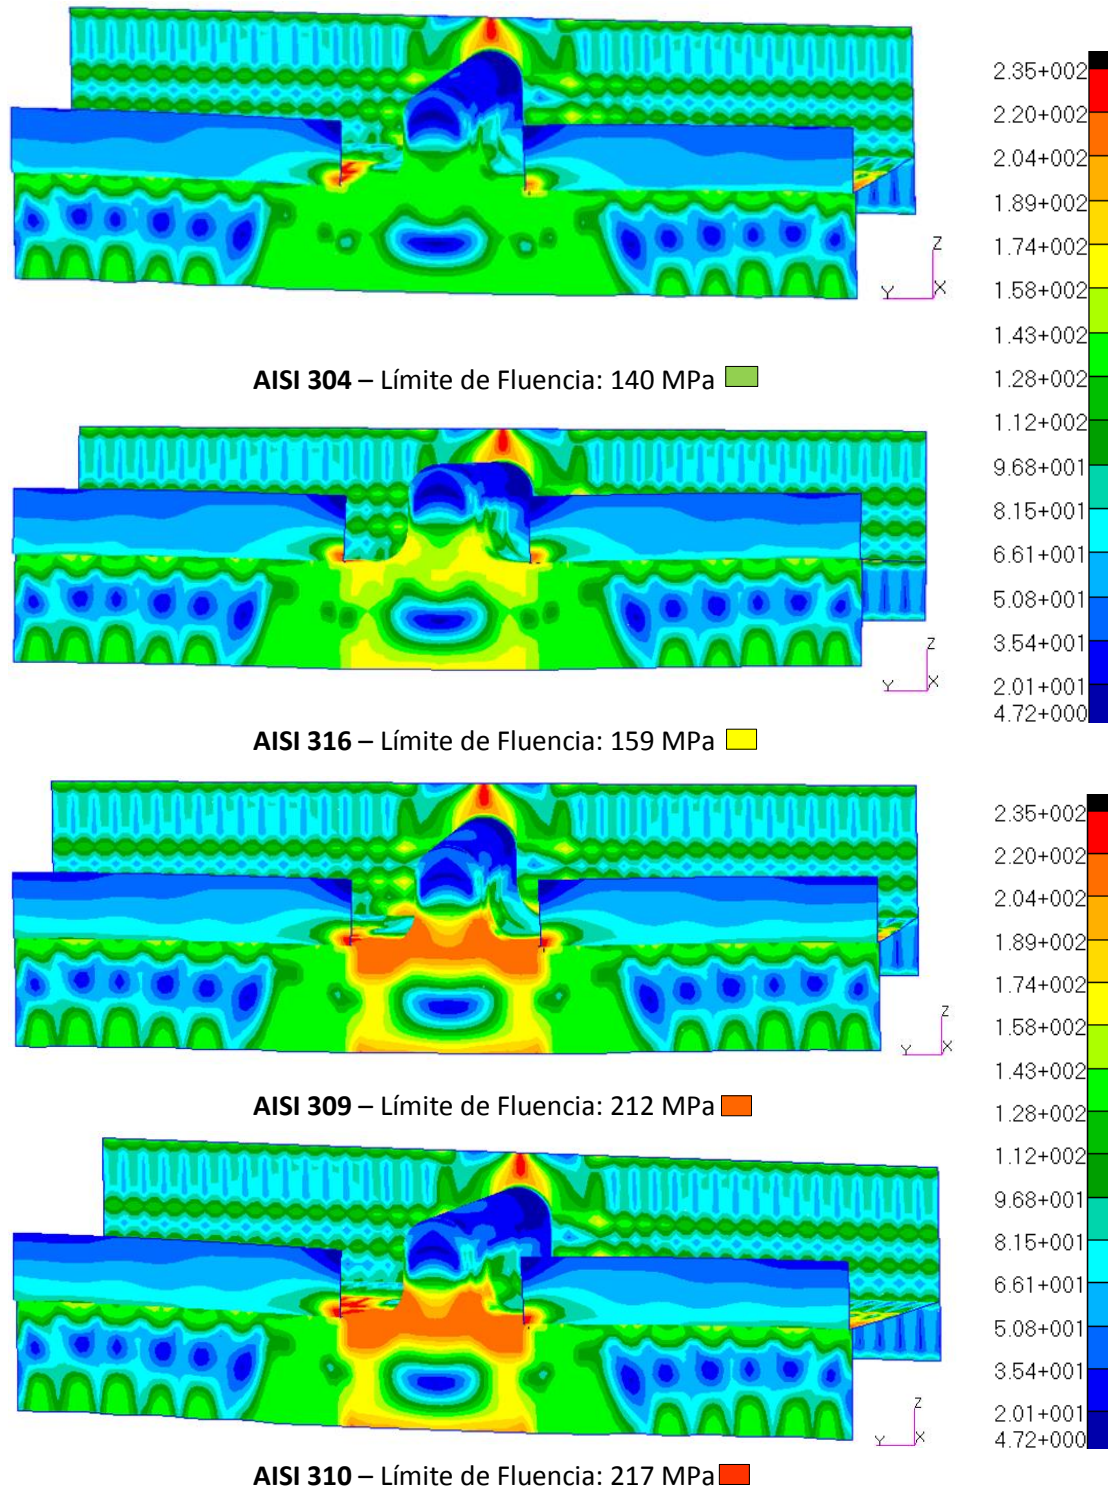 2.35+002
2.20+002
2.04+002
1.89+002
1.74+002
1.58+002
1.43+002
1.28+002
1.12+002
9.68+001
8.15+001
6.61+001
5.08+001
3.54+001
2.01+001
4.72+000
Z
Y X
AISI 304 – Límite de Fluencia: 140 MPa
Z
Y X
AISI 316 – Límite de Fluencia: 159 MPa
2.35+002
2.20+002
2.04+002
1.89+002
1.74+002
1.58+002
1.43+002
1.28+002
1.12+002
9.68+001
8.15+001
6.61+001
5.08+001
3.54+001
2.01+001
4.72+000
Z
Y X
AISI 309 – Límite de Fluencia: 212 MPa
Z
Y X
AISI 310 – Límite de Fluencia: 217 MPa